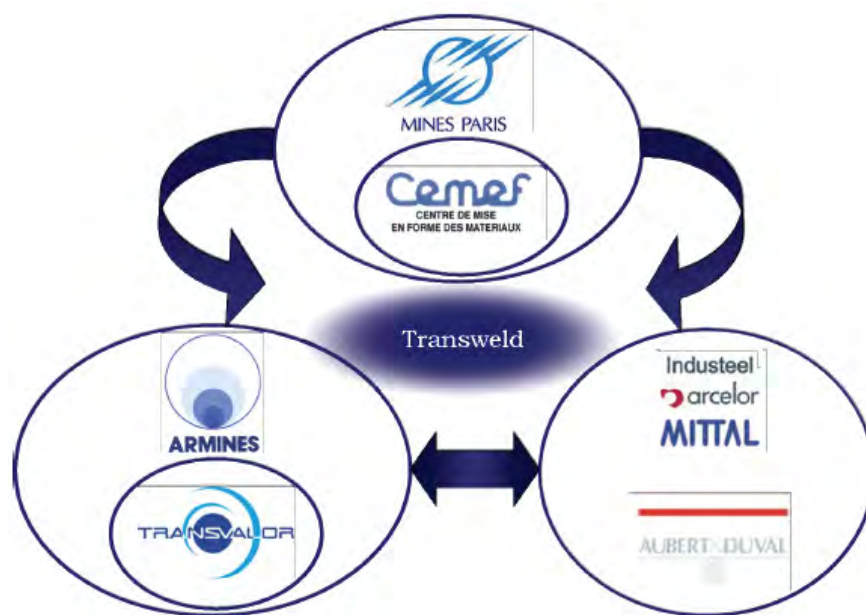 MINES PARIS
Cemef
CENTRE DE MISE
EN FORME DES MATERIAUX
Transweld
ARMINES
TRANSVALOR
Industeel
arcelor
MITTAL
AUBERT&DUVAL